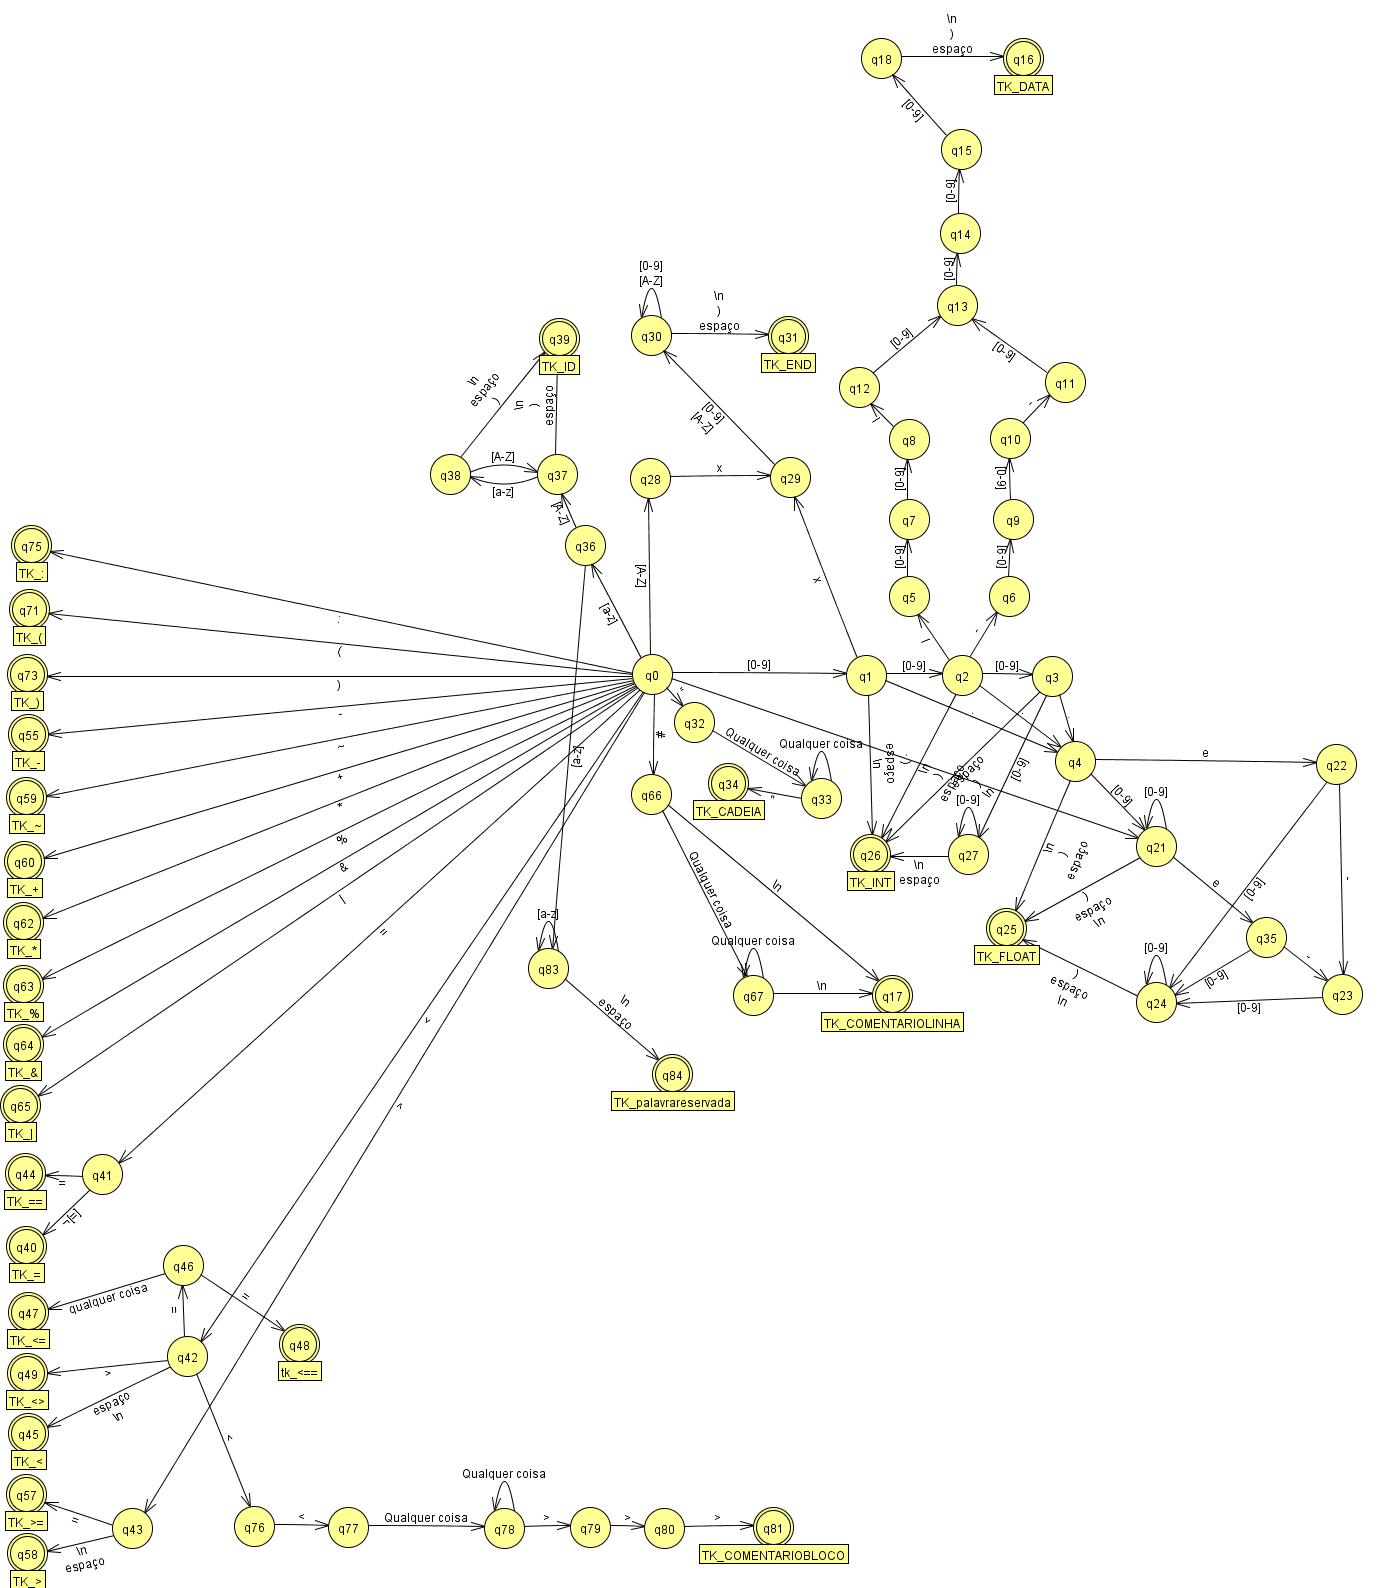 \n
)
espaço
q18
q16
TK_DATA
[0-9]
q15
[0-9]
q14
[0-9]
[0-9]
[A-Z]
\n
)
espaço
q13
q30
q31
TK_END
q39
TK_ID
[0-9]
[0-9]
q12
q11
\n
espaço
)
\n
)
espaço
[0-9]
[A-Z]
/
-
q8
q10
[A-Z]
q38
q37
[a-z]
q28
x
q29
[0-9]
[0-9]
[A-Z]
q7
q9
q75
TK_:
q36
[A-Z]
x
[0-9]
[0-9]
q71
TK_(
[a-z]
q5
q6
:
(
/
-
q73
TK_)
)
q0
[0-9]
q1
[0-9]
q2
[0-9]
q3
q55
TK_-
-
"
q32
.
.
.
~
[a-z]
#
Qualquer coisa
Qualquer coisa
\n
espaço
)
\n
)
espaço
espaço
)
\n
[0-9]
q4
e
q22
q59
TK_~
+
q66
q34
TK_CADEIA
"
q33
.
[0-9]
[0-9]
[0-9]
*
q60
TK_+
%
q26
TK_INT
\n
espaço
q27
\n
)
espaço
q21
&
Qualquer coisa
\n
e
[0-9]
-
q62
TK_*
|
[a-z]
=
)
espaço
\n
q25
TK_FLOAT
q35
Qualquer coisa
[0-9]
-
q63
TK_%
q83
q67
\n
q17
TK_COMENTARIOLINHA
)
espaço
\n
[0-9]
q24
[0-9]
q23
q64
TK_&
\n
espaço
<
q84
TK_palavrareservada
q65
TK_|
>
q44
TK_==
=
q41
¬[=]
q40
TK_=
q46
qualquer coisa
=
=
q47
TK_<=
q48
tk_<==
q42
q49
TK_<>
>
espaço
\n
q45
TK_<
<
Qualquer coisa
q57
TK_>=
=
q43
q76
<
q77
Qualquer coisa
q78
>
q79
>
q80
>
q81
TK_COMENTARIOBLOCO
q58
TK_>
\n
espaço